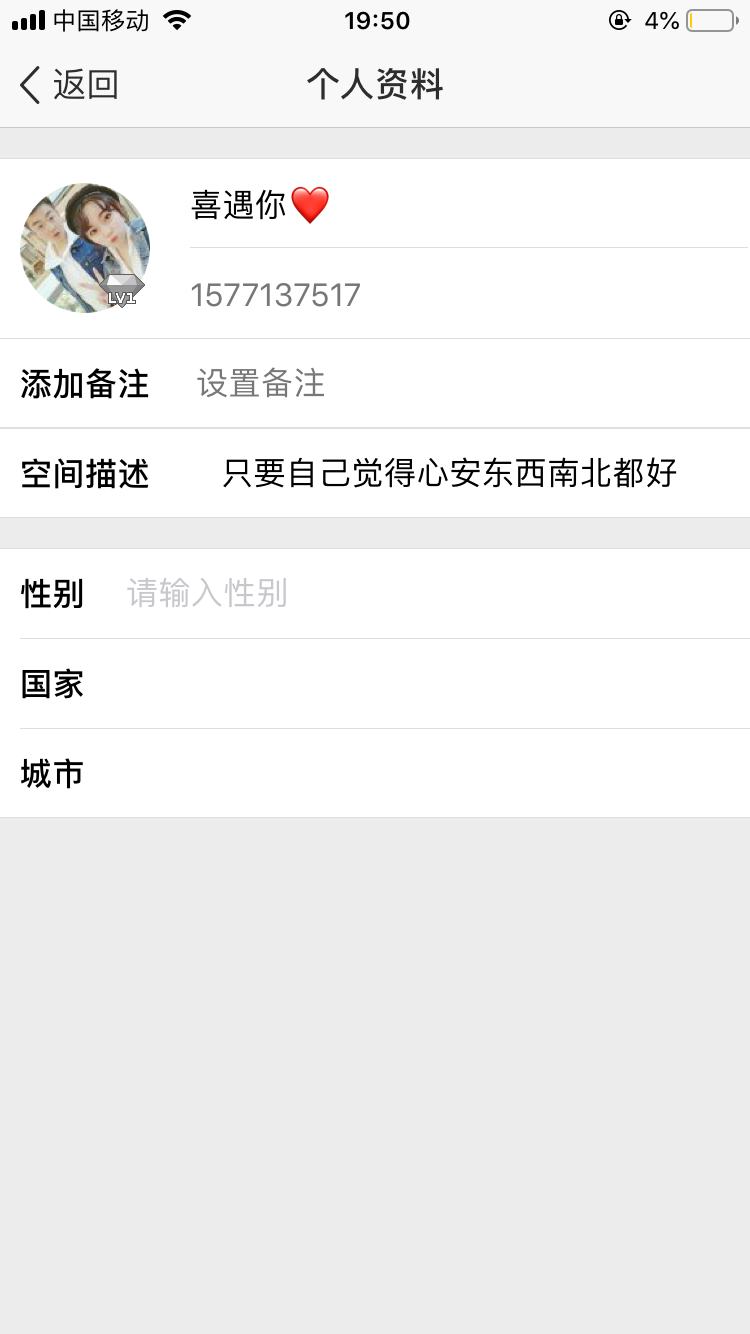 中国移动 19:50 4%
返回 个人资料
喜遇你❤️
LV1
1577137517
添加备注 设置备注
空间描述 只要自己觉得心安东西南北都好
性别 请输入性别
国家
城市